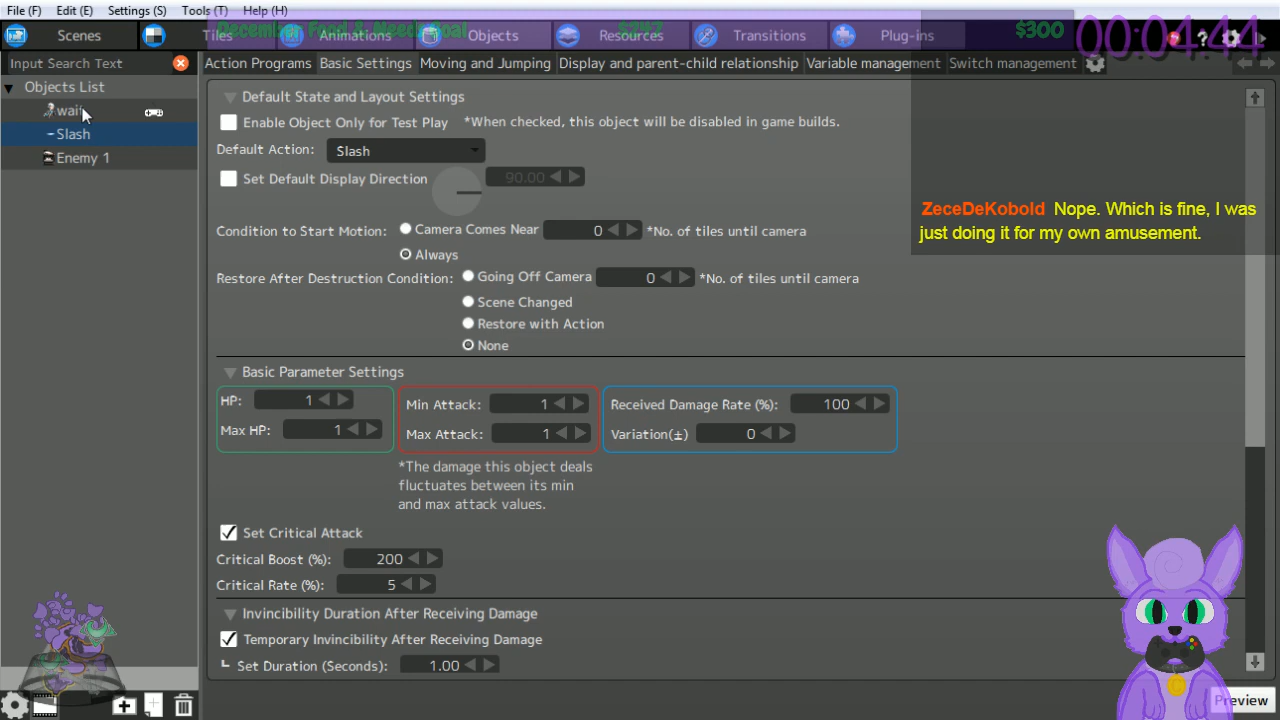 File (F) Edit (E) Settings (S) Tools (T) Help (H)
December Food & Needs Goal $747 $300
Scenes Tiles Animations Objects Resources Transitions Plug-ins 00:04:44
Input Search Text Action Programs Basic Settings Moving and Jumping Display and parent-child relationship Variable management Switch management
Objects List
wait
Slash
Enemy 1
Default State and Layout Settings
Enable Object Only for Test Play *When checked, this object will be disabled in game builds.
Default Action: Slash
Set Default Display Direction 90.00
Condition to Start Motion: Camera Comes Near 0 *No. of tiles until camera
Always
Restore After Destruction Condition: Going Off Camera 0 *No. of tiles until camera
Scene Changed
Restore with Action
None
ZeceDeKobold Nope. Which is fine, I was
just doing it for my own amusement.
Basic Parameter Settings
HP: 1 Min Attack: 1 Received Damage Rate (%): 100
Max HP: 1 Max Attack: 1 Variation(±) 0
*The damage this object deals
fluctuates between its min
and max attack values.
Set Critical Attack
Critical Boost (%): 200
Critical Rate (%): 5
Invincibility Duration After Receiving Damage
Temporary Invincibility After Receiving Damage
Set Duration (Seconds): 1.00
Preview